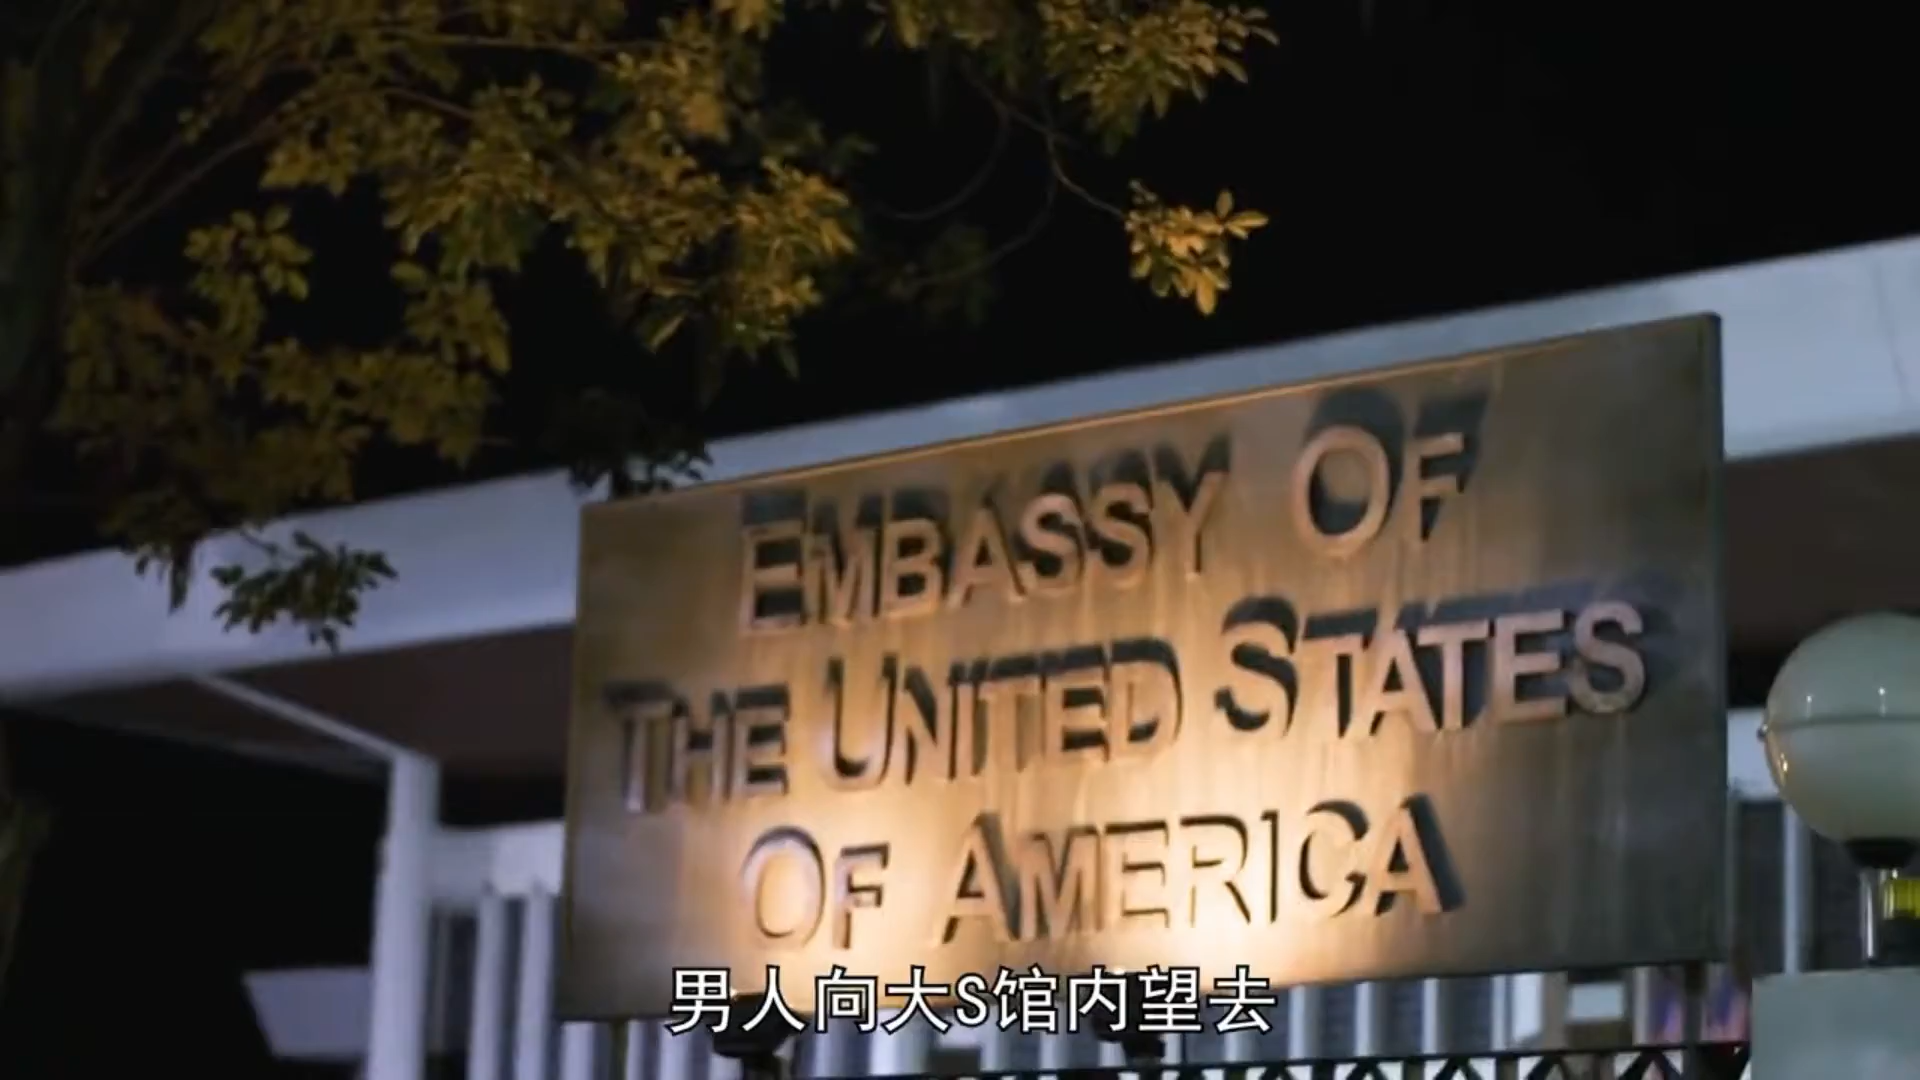 EMBASSY OF
THE UNITED STATES
OF AMERICA
男人向大S馆内望去